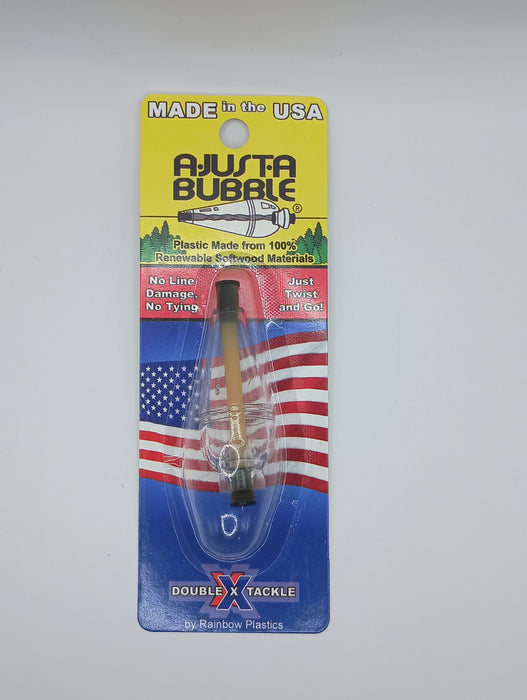 MADE in the USA
A·JUST·A
BUBBLE
®
Plastic Made from 100%
Renewable Softwood Materials
No Line
Damage,
No Tying
Just
Twist
and Go!
DOUBLE X TACKLE
by Rainbow Plastics